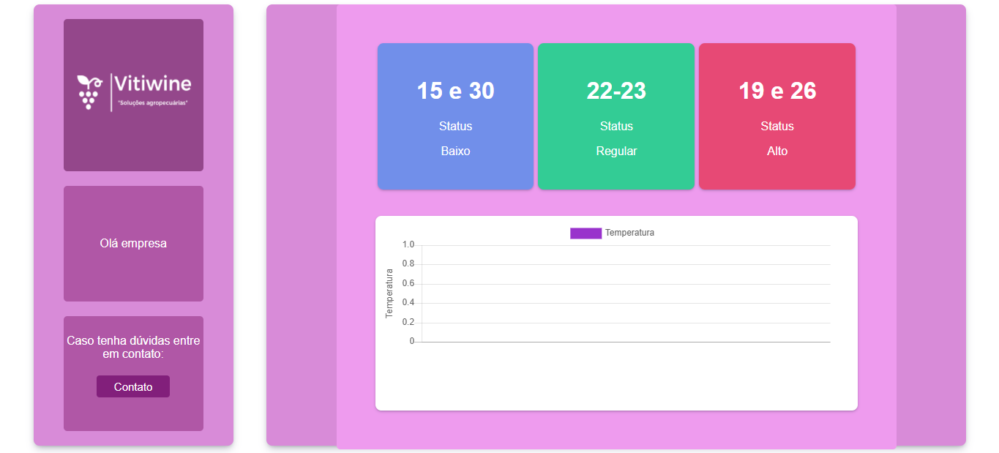 Vitiwine
"Soluções agropecuárias"
Olá empresa
Caso tenha dúvidas entre
em contato:
Contato
15 e 30
Status
Baixo
22-23
Status
Regular
19 e 26
Status
Alto
Temperatura
Temperatura
1.0
0.8
0.6
0.4
0.2
0